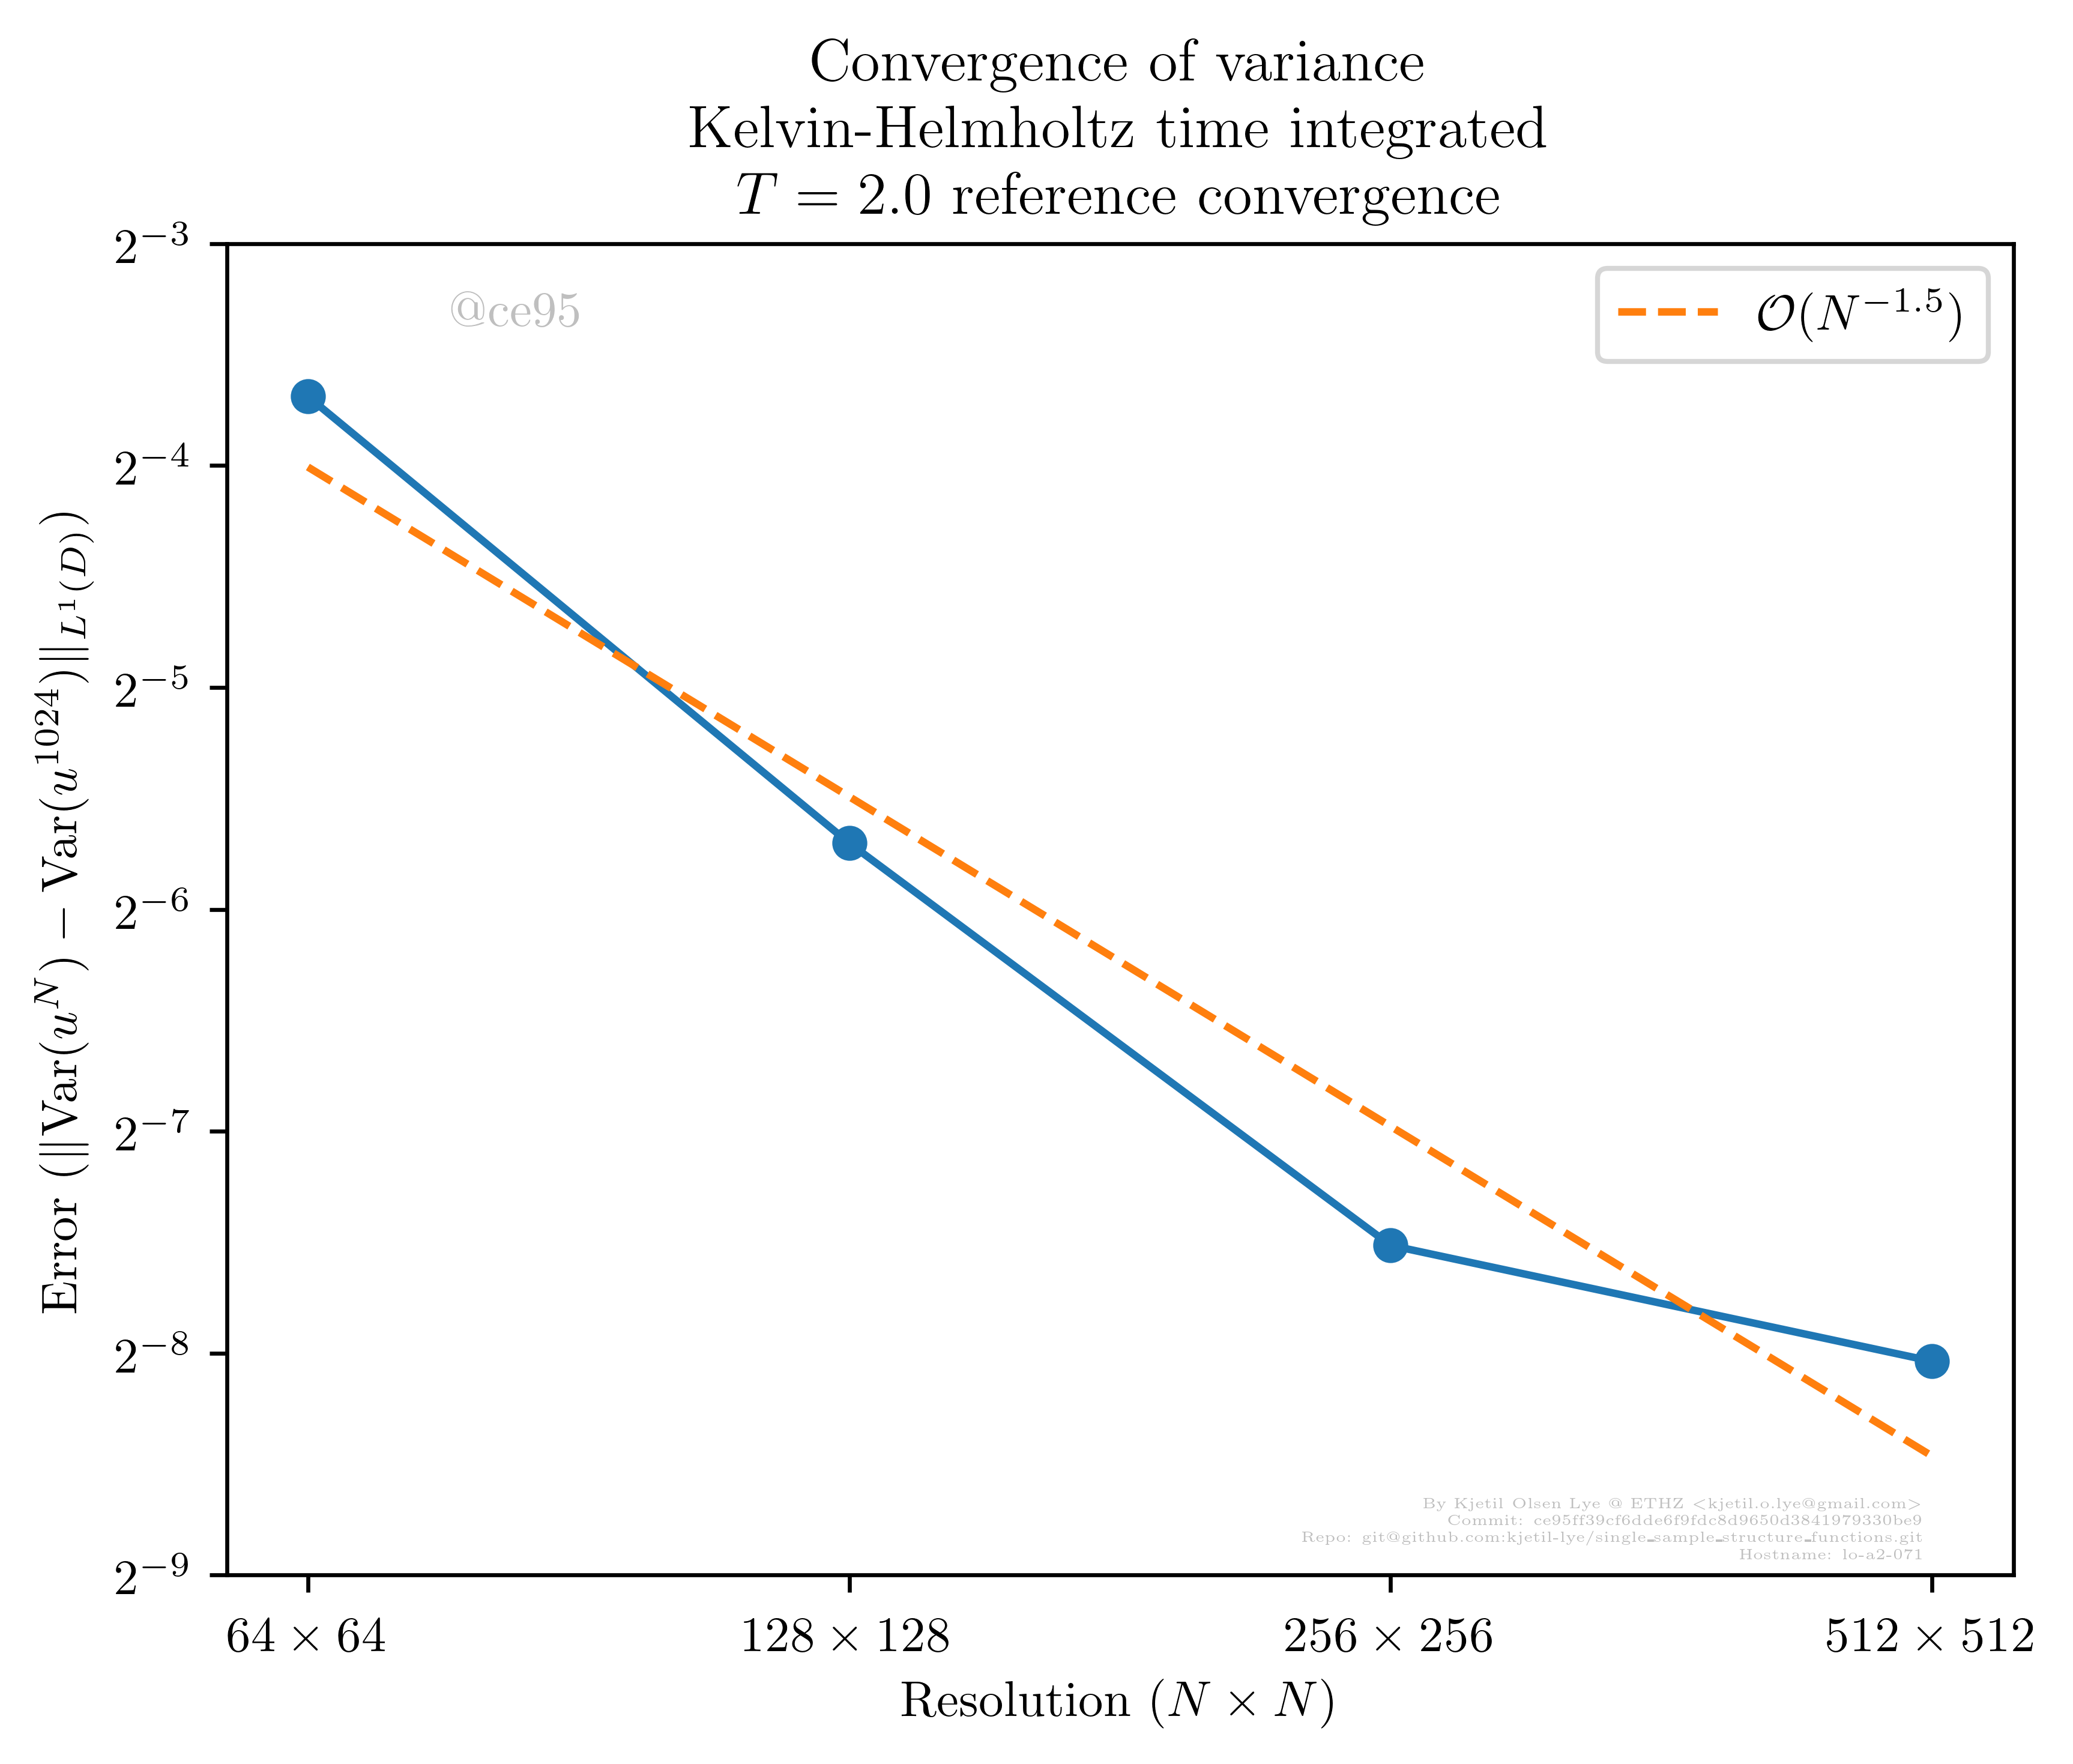 Convergence of variance
Kelvin-Helmholtz time integrated
T = 2.0 reference convergence
@ce95
𝒪(N⁻¹·⁵)
2⁻³
2⁻⁴
2⁻⁵
2⁻⁶
2⁻⁷
2⁻⁸
2⁻⁹
Error (‖Var(uᴺ) − Var(u¹⁰²⁴)‖_{L¹(D)})
By Kjetil Olsen Lye @ ETHZ <kjetil.o.lye@gmail.com>
Commit: ce95ff39cf6dde6f9fdc8d9650d3841979330be9
Repo: git@github.com:kjetil-lye/single_sample_structure_functions.git
Hostname: lo-a2-071
64 × 64 128 × 128 256 × 256 512 × 512
Resolution (N × N)